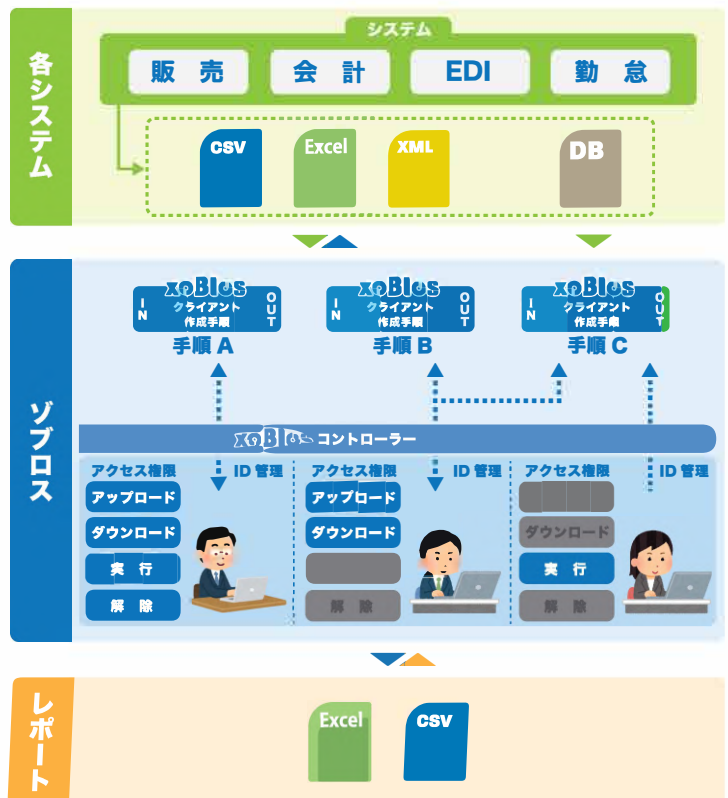 各システム
システム
販 売
会 計
EDI
勤 怠
CSV
Excel
XML
DB
ゾブロス
xoBlos
IN
クライアント
作成手順
OUT
手順 A
xoBlos
IN
クライアント
作成手順
OUT
手順 B
xoBlos
IN
クライアント
作成手順
OUT
手順 C
xoBlos コントローラー
アクセス権限
ID 管理
アップロード
ダウンロード
実 行
解 除
アクセス権限
ID 管理
アップロード
ダウンロード
解 除
アクセス権限
ID 管理
ダウンロード
実 行
解 除
レポート
Excel
CSV